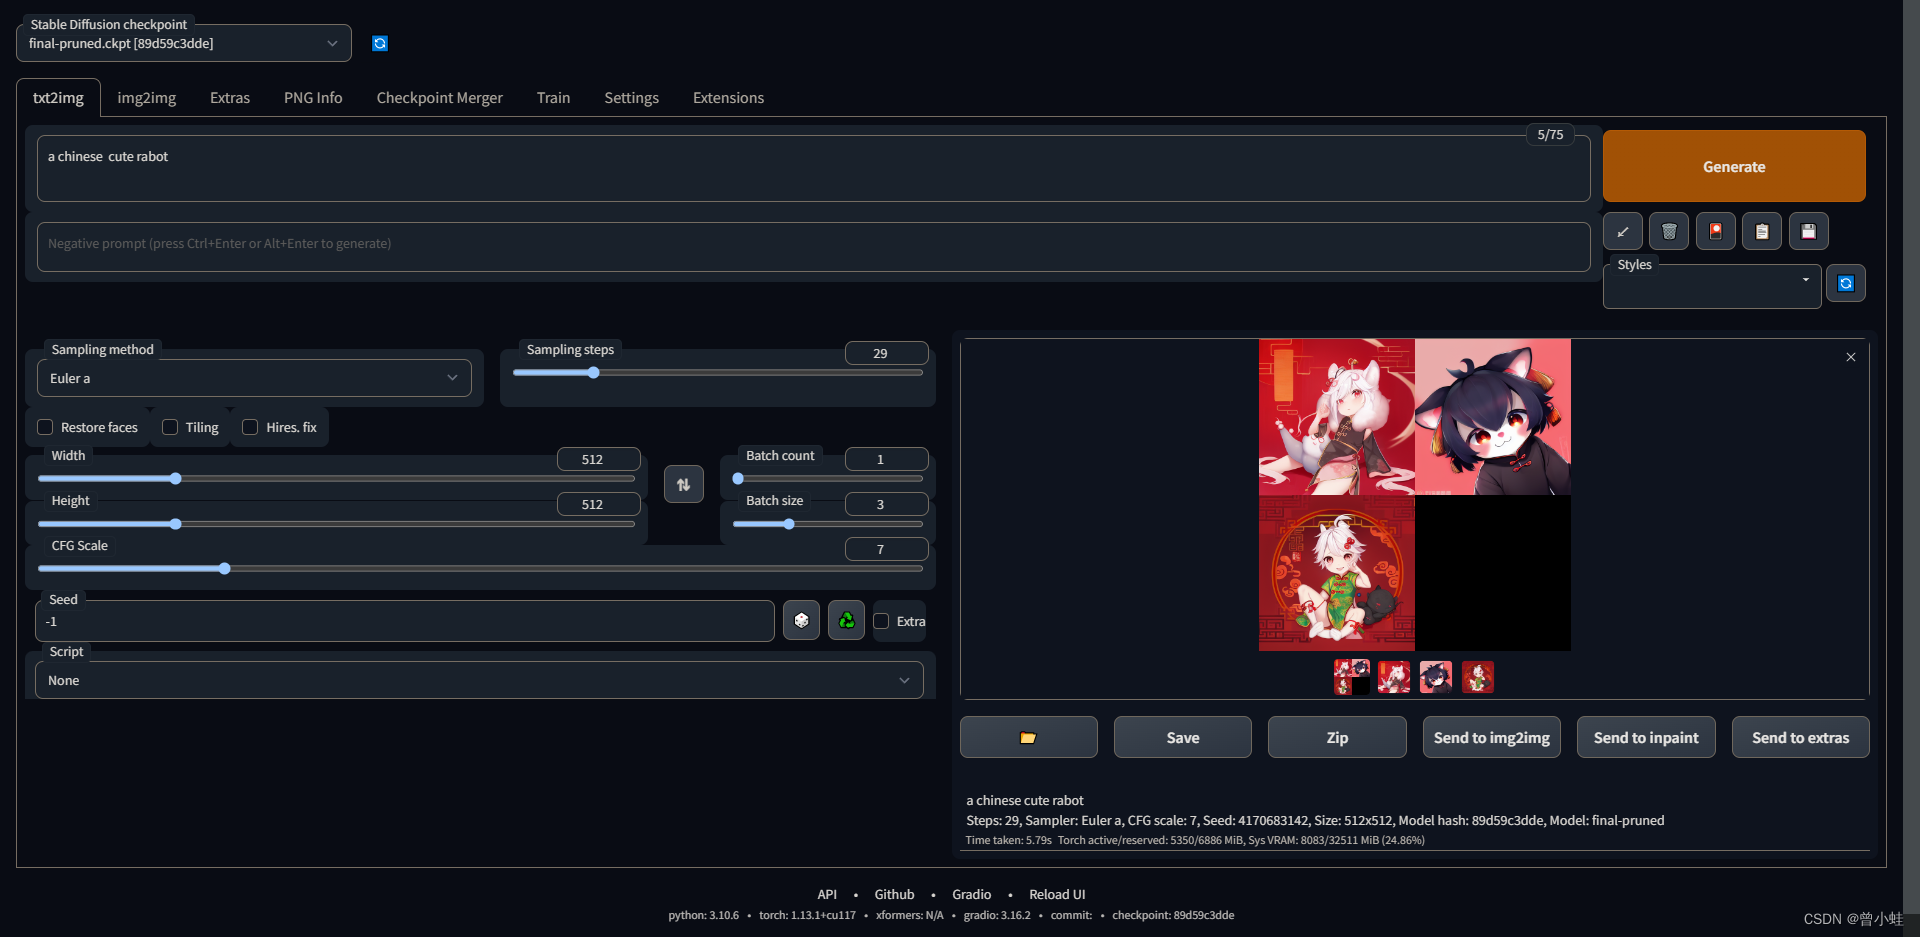 Stable Diffusion checkpoint
final-pruned.ckpt [89d59c3dde]
txt2img img2img Extras PNG Info Checkpoint Merger Train Settings Extensions
5/75
a chinese  cute rabot
Generate
Negative prompt (press Ctrl+Enter or Alt+Enter to generate)
Styles
Sampling method
Euler a
Sampling steps
29
Restore faces Tiling Hires. fix
Width
512
Batch count
1
Height
512
Batch size
3
CFG Scale
7
Seed
-1
Extra
Script
None
Save Zip Send to img2img Send to inpaint Send to extras
a chinese cute rabot
Steps: 29, Sampler: Euler a, CFG scale: 7, Seed: 4170683142, Size: 512x512, Model hash: 89d59c3dde, Model: final-pruned
Time taken: 5.79s Torch active/reserved: 5350/6886 MiB, Sys VRAM: 8083/32511 MiB (24.86%)
API • Github • Gradio • Reload UI
python: 3.10.6 • torch: 1.13.1+cu117 • xformers: N/A • gradio: 3.16.2 • commit: • checkpoint: 89d59c3dde
CSDN @曾小蛙